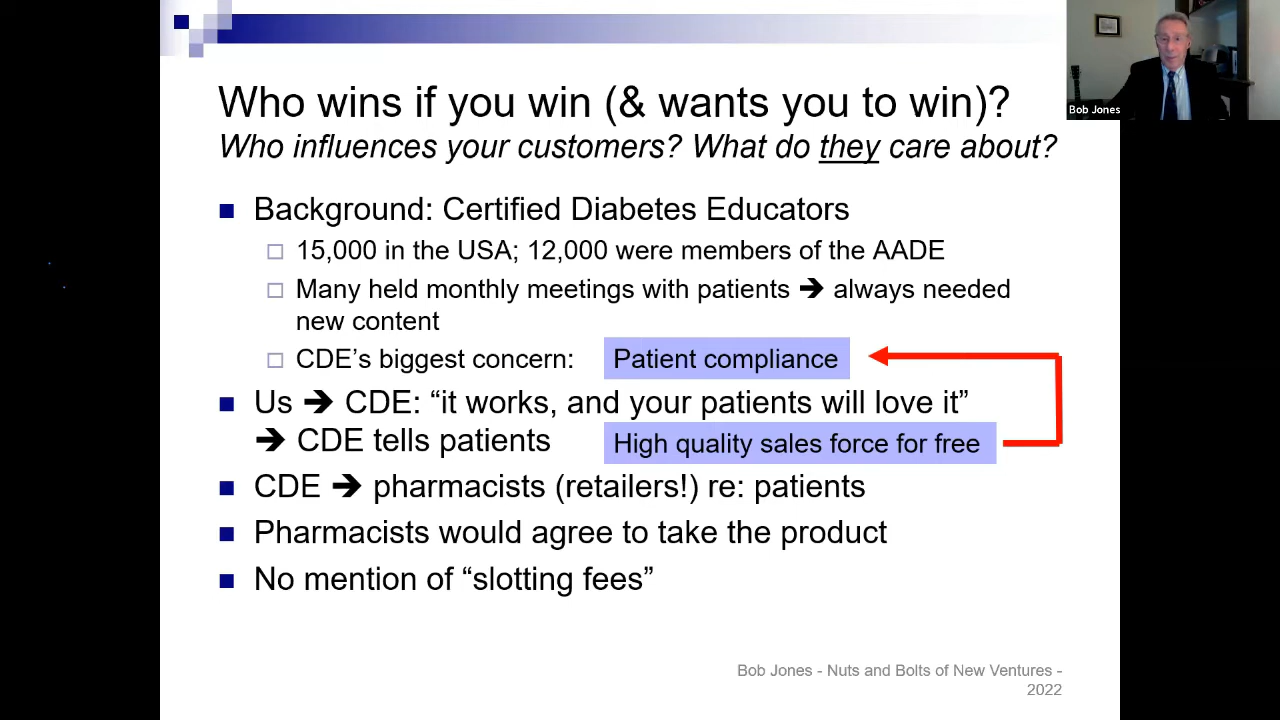 Who wins if you win (& wants you to win)?
Who influences your customers? What do they care about?
Bob Jones
Background: Certified Diabetes Educators
15,000 in the USA; 12,000 were members of the AADE
Many held monthly meetings with patients → always needed
new content
CDE’s biggest concern: Patient compliance
Us → CDE: “it works, and your patients will love it”
→ CDE tells patients High quality sales force for free
CDE → pharmacists (retailers!) re: patients
Pharmacists would agree to take the product
No mention of “slotting fees”
Bob Jones - Nuts and Bolts of New Ventures -
2022